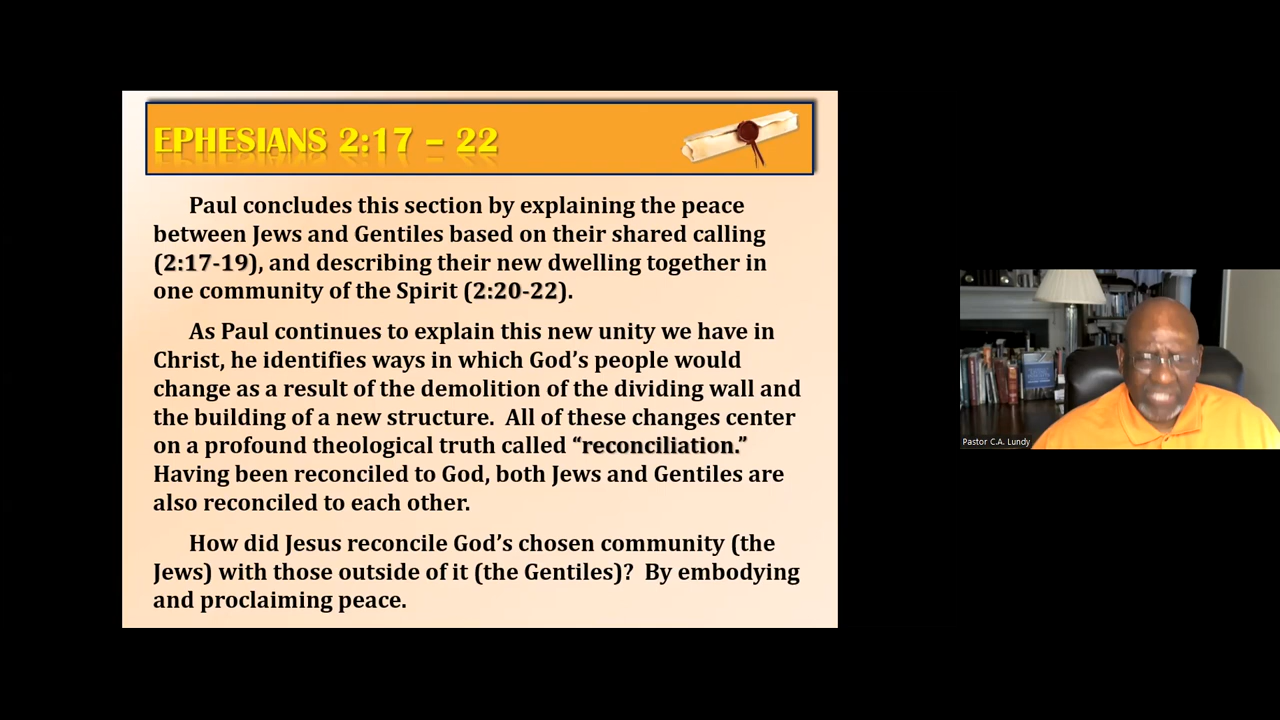 EPHESIANS 2:17 – 22
Paul concludes this section by explaining the peace
between Jews and Gentiles based on their shared calling
(2:17-19), and describing their new dwelling together in
one community of the Spirit (2:20-22).
As Paul continues to explain this new unity we have in
Christ, he identifies ways in which God’s people would
change as a result of the demolition of the dividing wall and
the building of a new structure.  All of these changes center
on a profound theological truth called “reconciliation.”
Having been reconciled to God, both Jews and Gentiles are
also reconciled to each other.
How did Jesus reconcile God’s chosen community (the
Jews) with those outside of it (the Gentiles)?  By embodying
and proclaiming peace.
Pastor C.A. Lundy